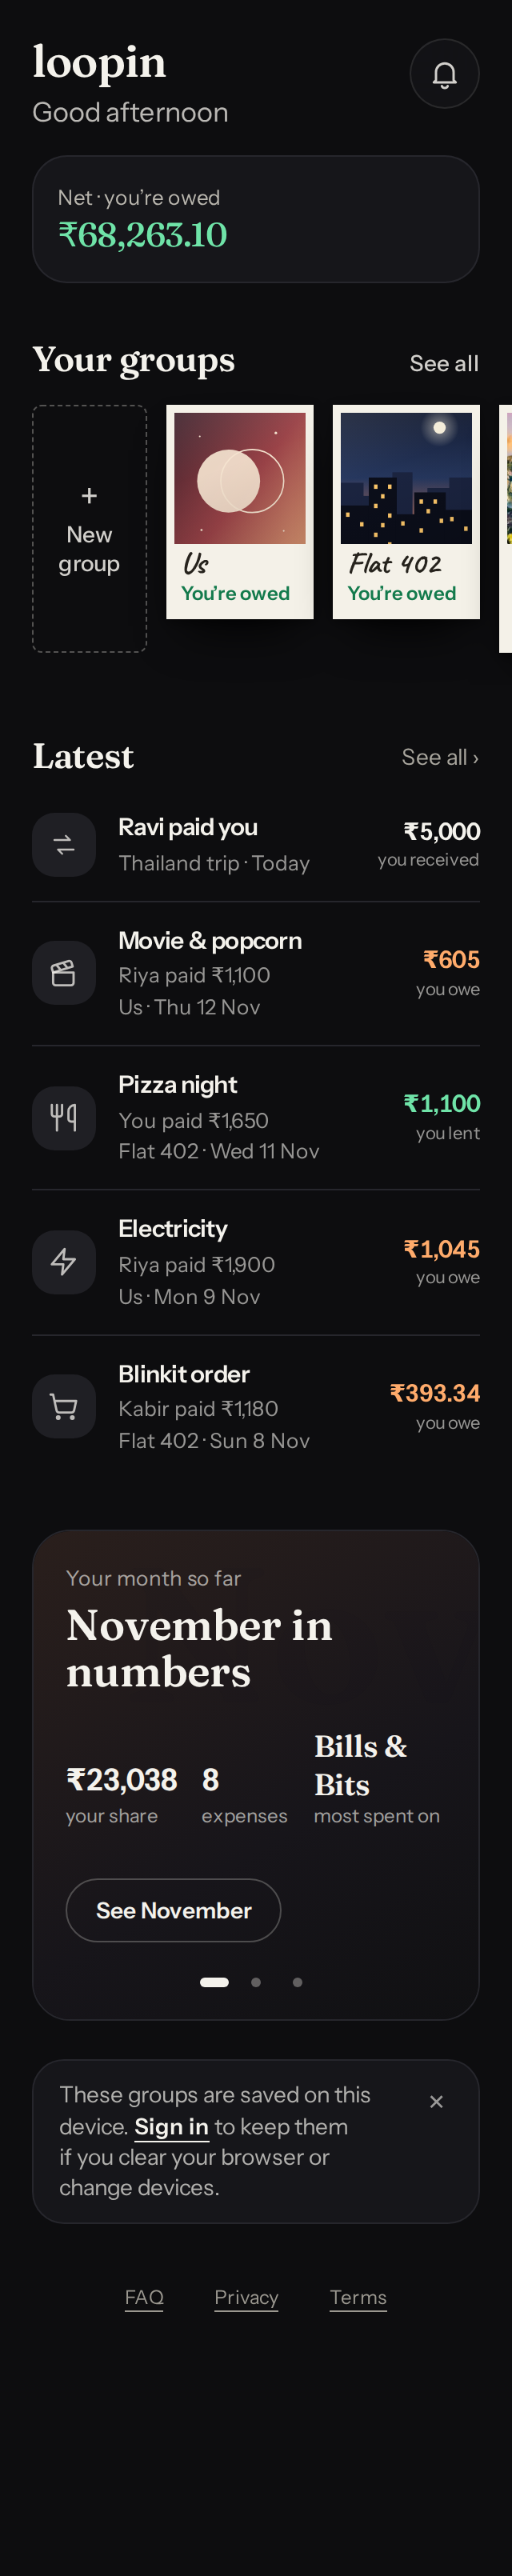 loopin
Good afternoon
Net · you’re owed
₹68,263.10
Your groups
See all
+
New
group
Us
You’re owed
Flat 402
You’re owed
Latest
See all ›
Ravi paid you
Thailand trip · Today
₹5,000
you received
Movie & popcorn
Riya paid ₹1,100
Us · Thu 12 Nov
₹605
you owe
Pizza night
You paid ₹1,650
Flat 402 · Wed 11 Nov
₹1,100
you lent
Electricity
Riya paid ₹1,900
Us · Mon 9 Nov
₹1,045
you owe
Blinkit order
Kabir paid ₹1,180
Flat 402 · Sun 8 Nov
₹393.34
you owe
Your month so far
November in
numbers
₹23,038
your share
8
expenses
Bills &
Bits
most spent on
See November
These groups are saved on this
device. Sign in to keep them
if you clear your browser or
change devices.
×
FAQ
Privacy
Terms